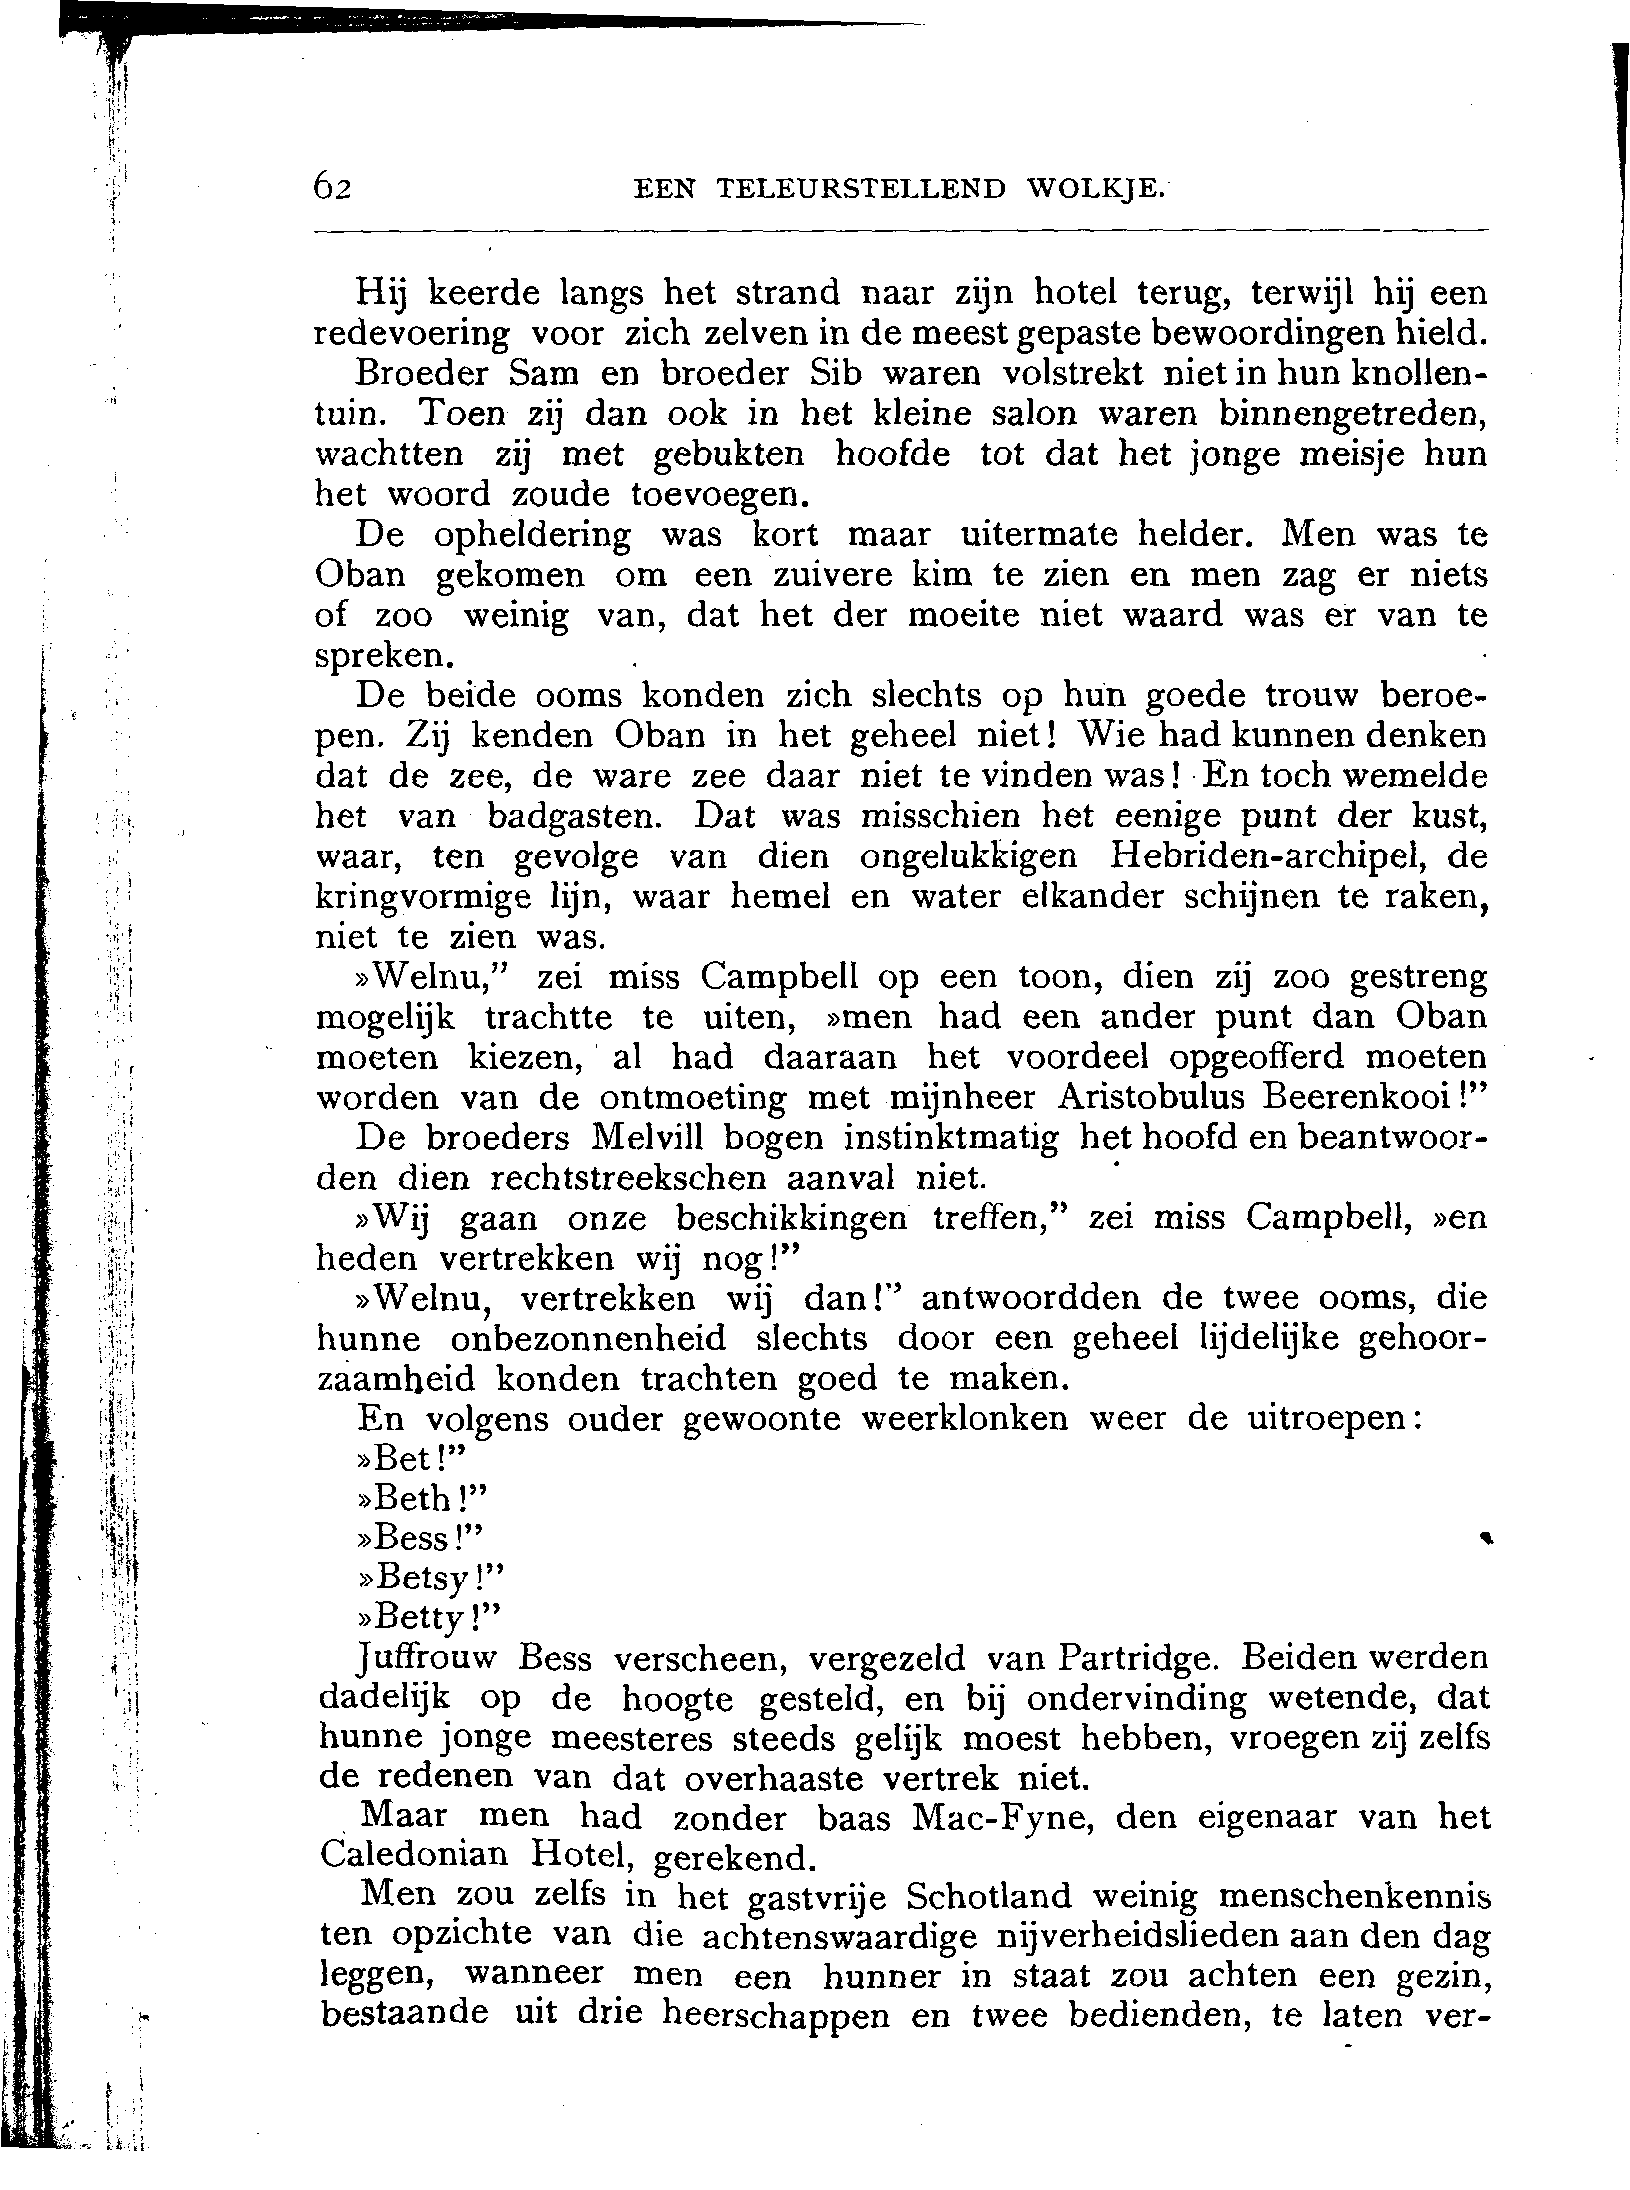 62 EEN TELEURSTELLEND WOLKJE.
Hij keerde langs het strand naar zijn hotel terug, terwijl hij een
redevoering voor zich zelven in de meest gepaste bewoordingen hield.
Broeder Sam en broeder Sib waren volstrekt niet in hun knollen-
tuin. Toen zij dan ook in het kleine salon waren binnengetreden,
wachtten zij met gebukten hoofde tot dat het jonge meisje hun
het woord zoude toevoegen.
De opheldering was kort maar uitermate helder. Men was te
Oban gekomen om een zuivere kim te zien en men zag er niets
of zoo weinig van, dat het der moeite niet waard was er van te
spreken.
De beide ooms konden zich slechts op hun goede trouw beroe-
pen. Zij kenden Oban in het geheel niet! Wie had kunnen denken
dat de zee, de ware zee daar niet te vinden was! En toch wemelde
het van badgasten. Dat was misschien het eenige punt der kust,
waar, ten gevolge van dien ongelukkigen Hebriden-archipel, de
kringvormige lijn, waar hemel en water elkander schijnen te raken,
niet te zien was.
»Welnu,” zei miss Campbell op een toon, dien zij zoo gestreng
mogelijk trachtte te uiten, »men had een ander punt dan Oban
moeten kiezen, al had daaraan het voordeel opgeofferd moeten
worden van de ontmoeting met mijnheer Aristobulus Beerenkooi!”
De broeders Melvill bogen instinktmatig het hoofd en beantwoor-
den dien rechtstreekschen aanval niet.
»Wij gaan onze beschikkingen treffen,” zei miss Campbell, »en
heden vertrekken wij nog!”
»Welnu, vertrekken wij dan!” antwoordden de twee ooms, die
hunne onbezonnenheid slechts door een geheel lijdelijke gehoor-
zaamheid konden trachten goed te maken.
En volgens ouder gewoonte weerklonken weer de uitroepen:
»Bet!”
»Beth!”
»Bess!”
»Betsy!”
»Betty!”
Juffrouw Bess verscheen, vergezeld van Partridge. Beiden werden
dadelijk op de hoogte gesteld, en bij ondervinding wetende, dat
hunne jonge meesteres steeds gelijk moest hebben, vroegen zij zelfs
de redenen van dat overhaaste vertrek niet.
Maar men had zonder baas Mac-Fyne, den eigenaar van het
Caledonian Hotel, gerekend.
Men zou zelfs in het gastvrije Schotland weinig menschenkennis
ten opzichte van die achtenswaardige nijverheidslieden aan den dag
leggen, wanneer men een hunner in staat zou achten een gezin,
bestaande uit drie heerschappen en twee bedienden, te laten ver-